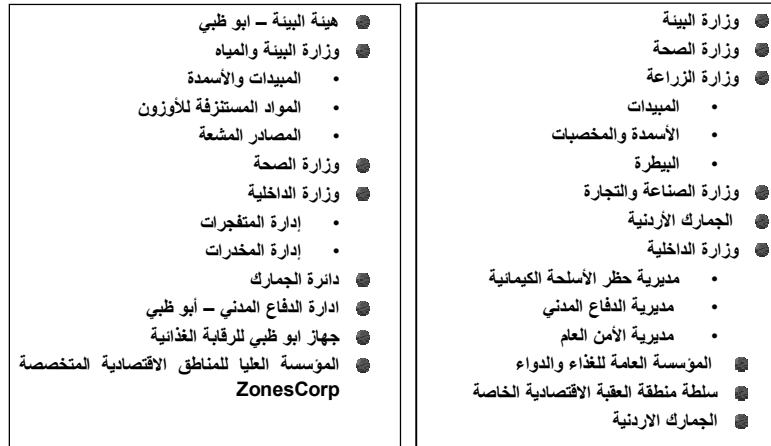 وزارة البيئة
وزارة الصحة
وزارة الزراعة
• المبيدات
• الأسمدة والمخصبات
• البيطرة
وزارة الصناعة والتجارة
الجمارك الأردنية
وزارة الداخلية
• مديرية حظر الأسلحة الكيمائية
• مديرية الدفاع المدني
• مديرية الأمن العام
المؤسسة العامة للغذاء والدواء
سلطة منطقة العقبة الاقتصادية الخاصة
الجمارك الاردنية
هيئة البيئة – ابو ظبي
وزارة البيئة والمياه
• المبيدات والأسمدة
• المواد المستنزفة للأوزون
• المصادر المشعة
وزارة الصحة
وزارة الداخلية
• إدارة المتفجرات
• إدارة المخدرات
دائرة الجمارك
ادارة الدفاع المدني – أبو ظبي
جهاز ابو ظبي للرقابة الغذائية
المؤسسة العليا للمناطق الاقتصادية المتخصصة
ZonesCorp